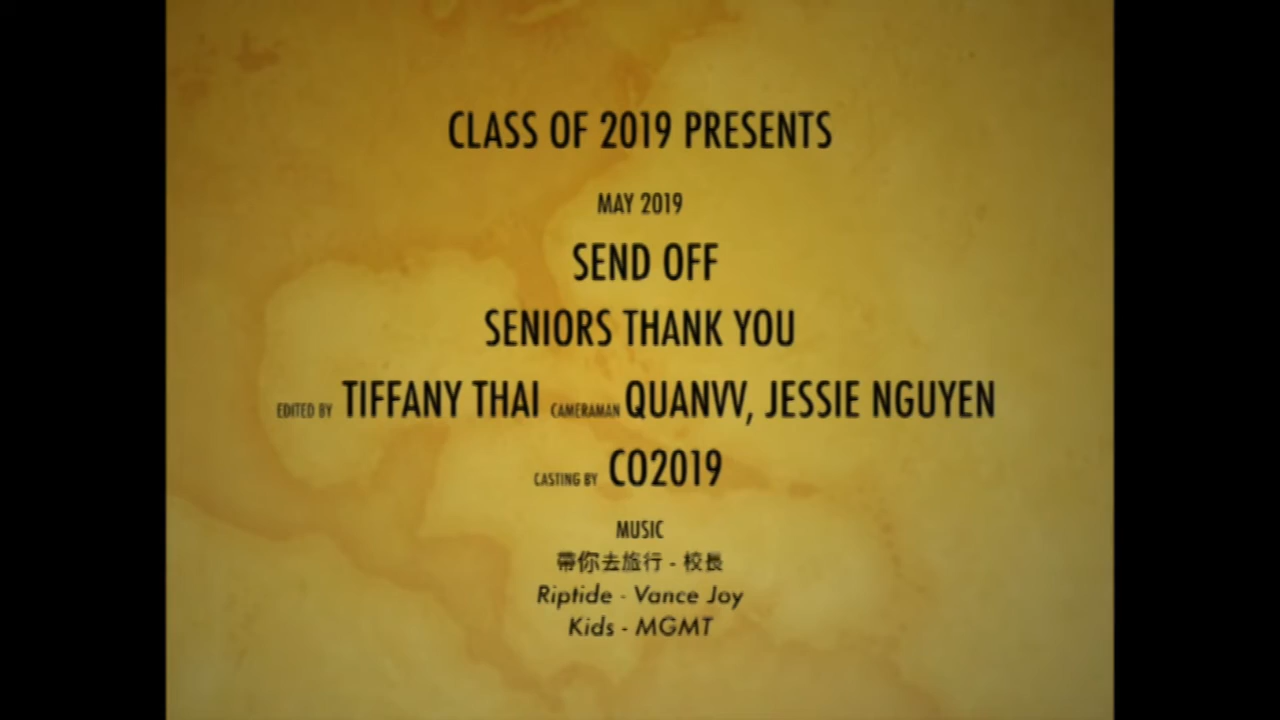 CLASS OF 2019 PRESENTS
MAY 2019
SEND OFF
SENIORS THANK YOU
EDITED BY TIFFANY THAI CAMERAMAN QUANVV, JESSIE NGUYEN
CASTING BY CO2019
MUSIC
帶你去旅行 - 校長
Riptide - Vance Joy
Kids - MGMT